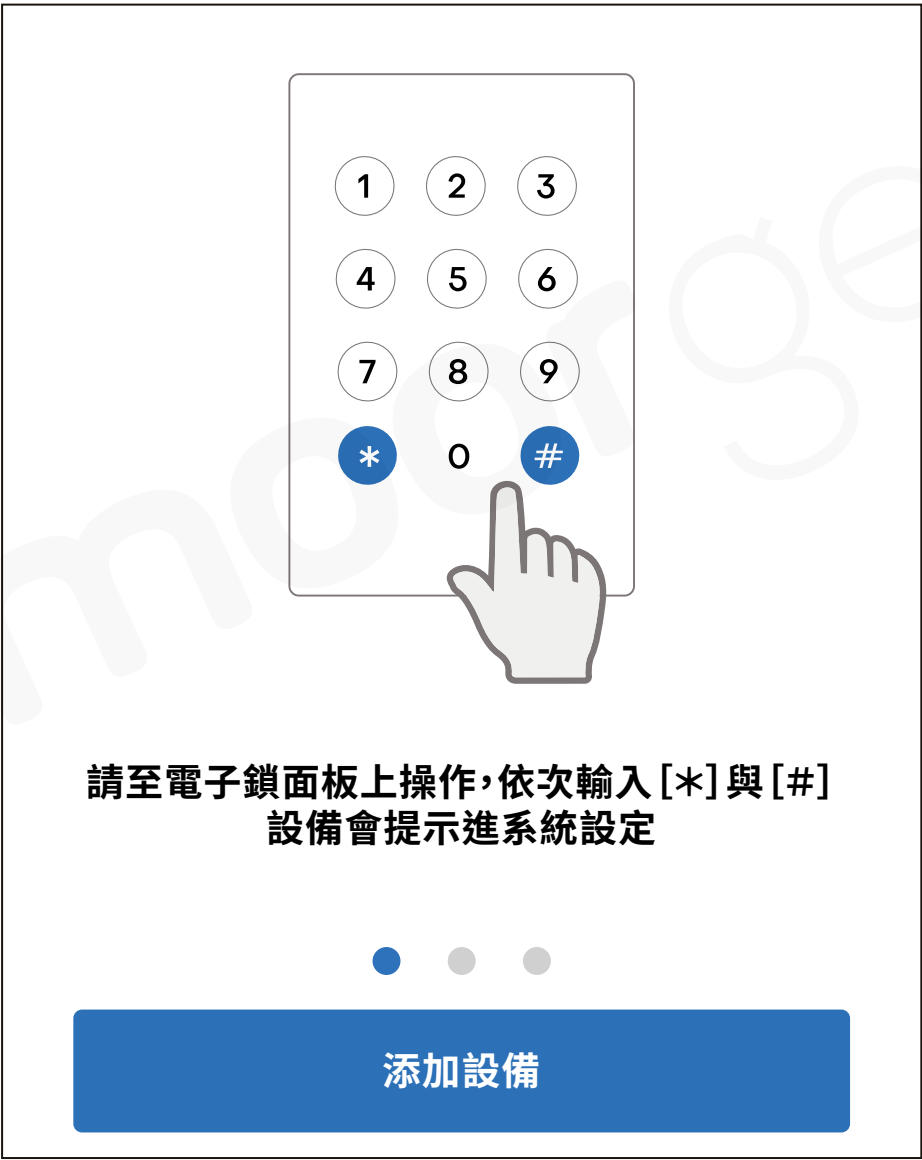 1 2 3
4 5 6
7 8 9
* 0 #
請至電子鎖面板上操作,依次輸入[*]與[#]
設備會提示進系統設定
添加設備
moorge